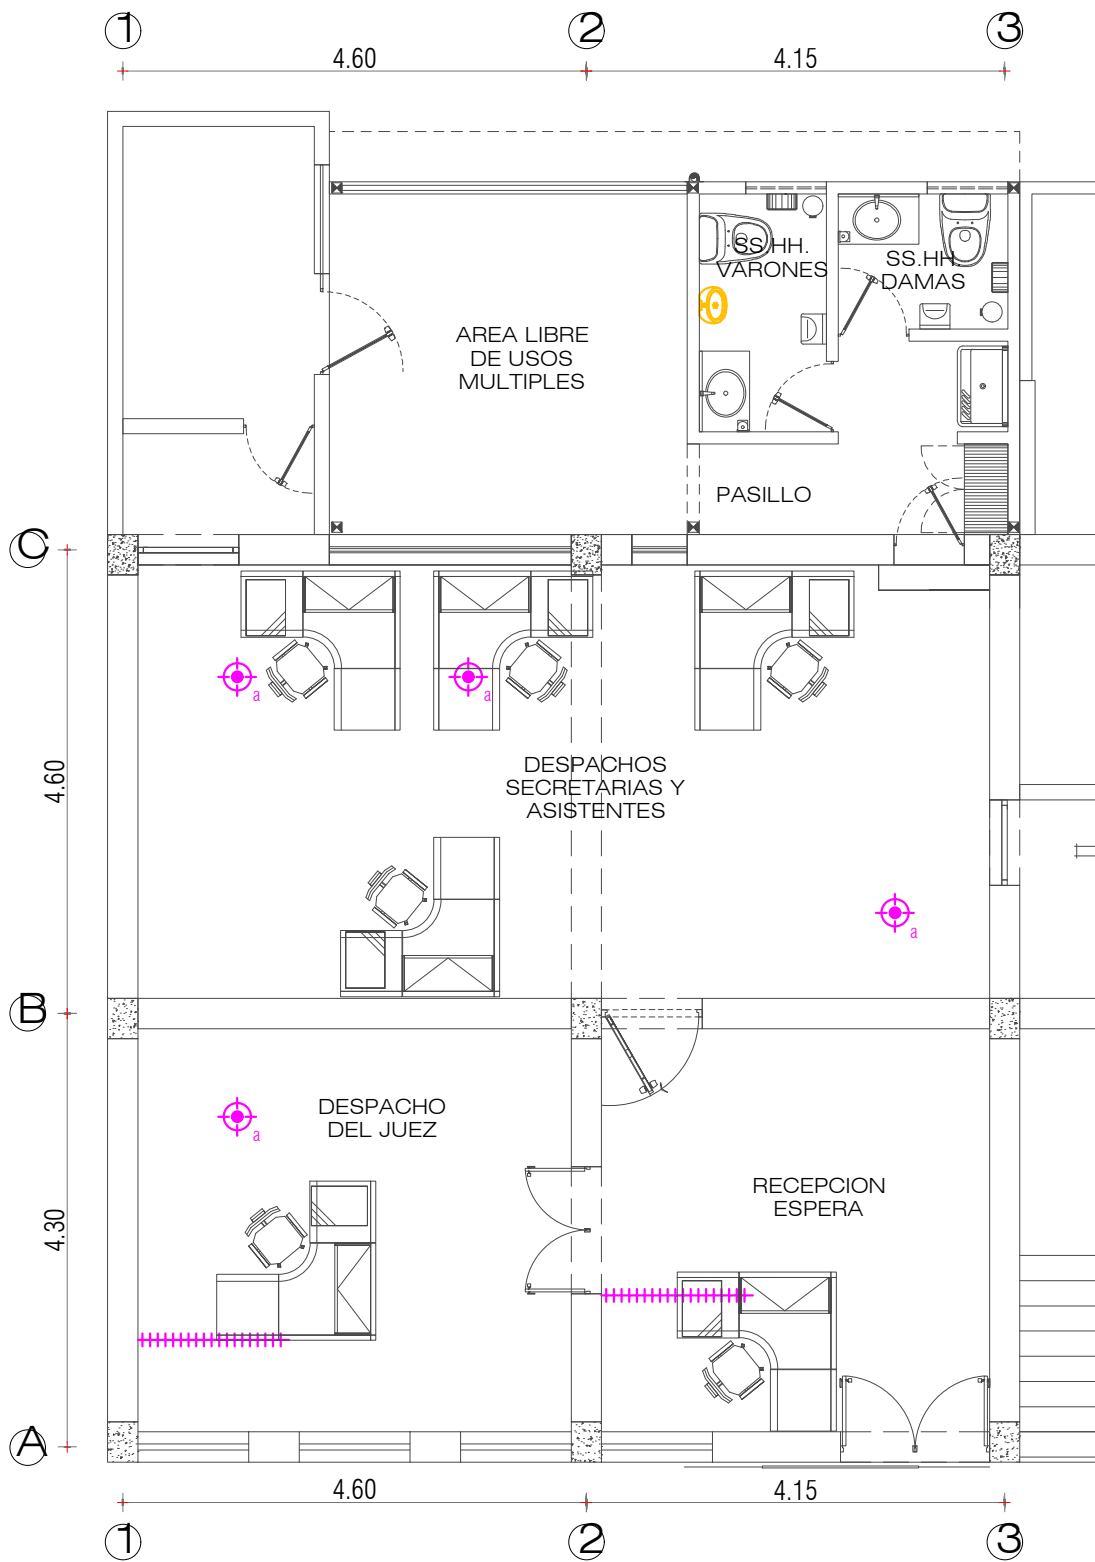 1
2
3
4.60
4.15
SS.HH.
VARONES
SS.HH.
DAMAS
AREA LIBRE
DE USOS
MULTIPLES
PASILLO
C
a
a
DESPACHOS
SECRETARIAS Y
ASISTENTES
4.60
a
B
DESPACHO
DEL JUEZ
a
RECEPCION
ESPERA
4.30
A
4.60
4.15
1
2
3